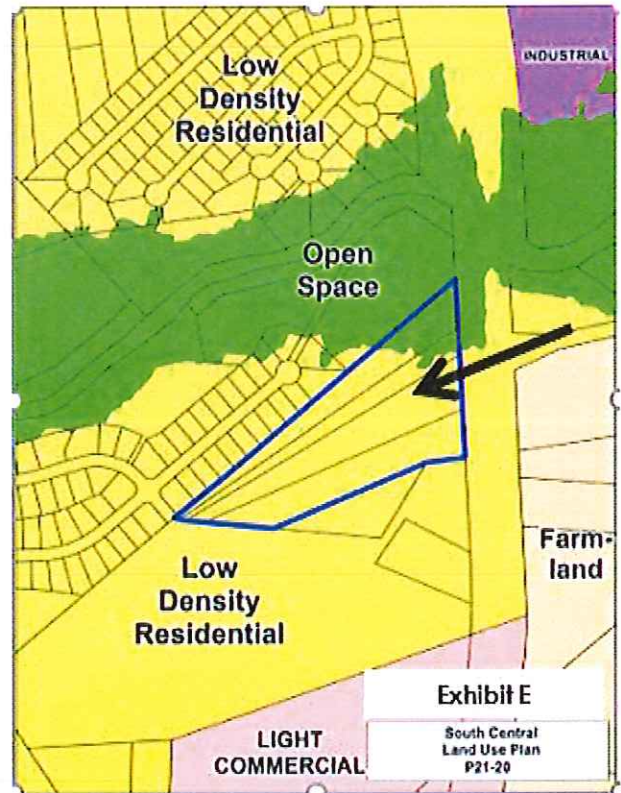 INDUSTRIAL
Low
Density
Residential
Open
Space
Farm-
land
Low
Density
Residential
Exhibit E
South Central
Land Use Plan
P21-20
LIGHT
COMMERCIAL